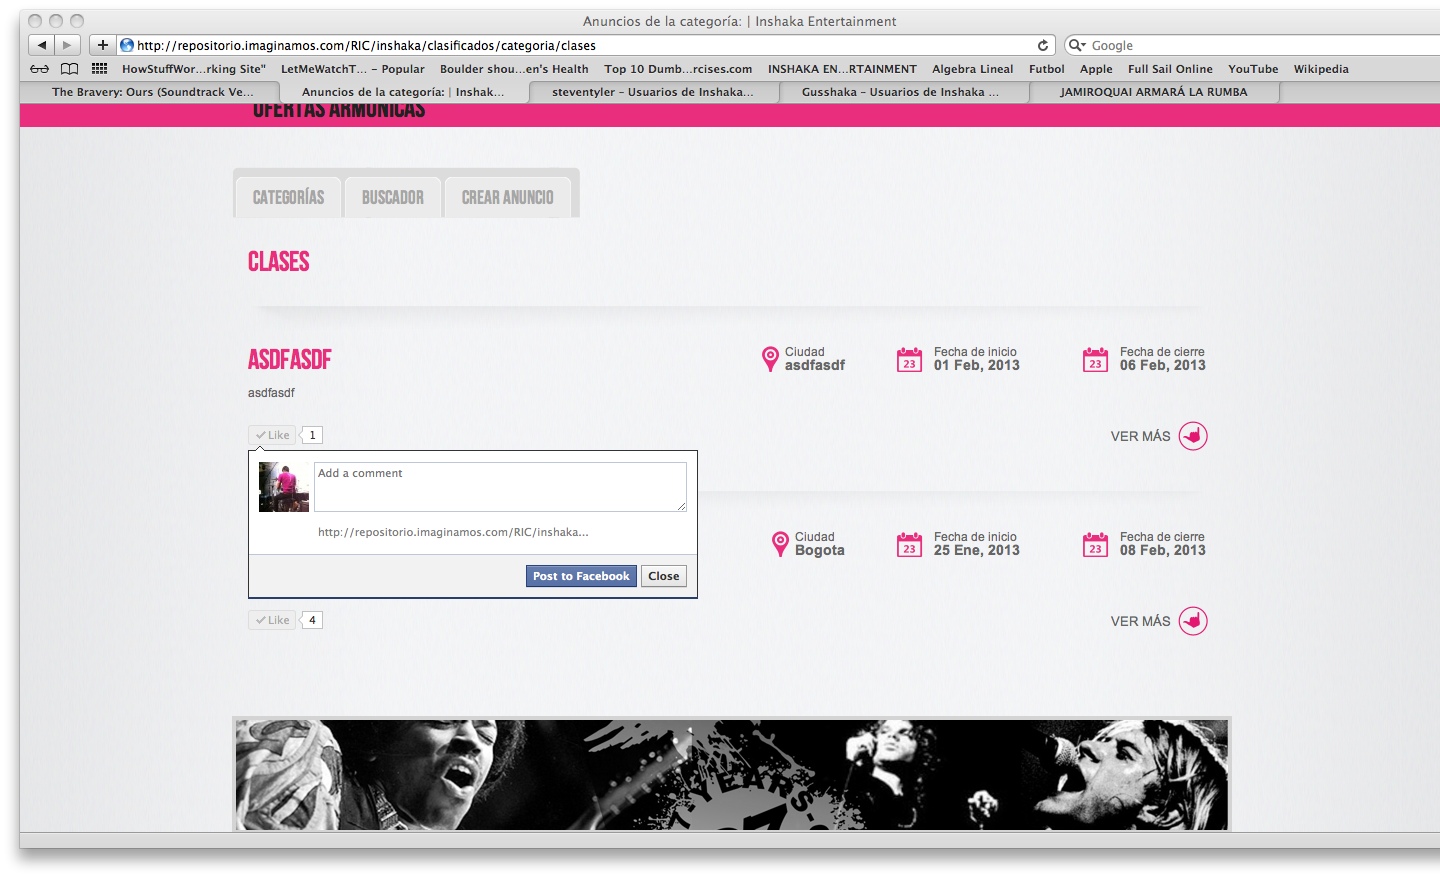 Anuncios de la categoría: | Inshaka Entertainment
http://repositorio.imaginamos.com/RIC/inshaka/clasificados/categoria/clases
Google
HowStuffWor...rking Site" LetMeWatchT... – Popular Boulder shou...en's Health Top 10 Dumb...rcises.com INSHAKA EN...RTAINMENT Algebra Lineal Futbol Apple Full Sail Online YouTube Wikipedia
The Bravery: Ours (Soundtrack Ve... Anuncios de la categoría: | Inshak... steventyler – Usuarios de Inshaka... Gusshaka – Usuarios de Inshaka ... JAMIROQUAI ARMARÁ LA RUMBA
OFERTAS ARMÓNICAS
CATEGORÍAS BUSCADOR CREAR ANUNCIO
CLASES
ASDFASDF
Ciudad
asdfasdf
23
Fecha de inicio
01 Feb, 2013
23
Fecha de cierre
06 Feb, 2013
asdfasdf
Like 1
VER MÁS
Add a comment
http://repositorio.imaginamos.com/RIC/inshaka...
Post to Facebook Close
Ciudad
Bogota
23
Fecha de inicio
25 Ene, 2013
23
Fecha de cierre
08 Feb, 2013
Like 4
VER MÁS
YEARS